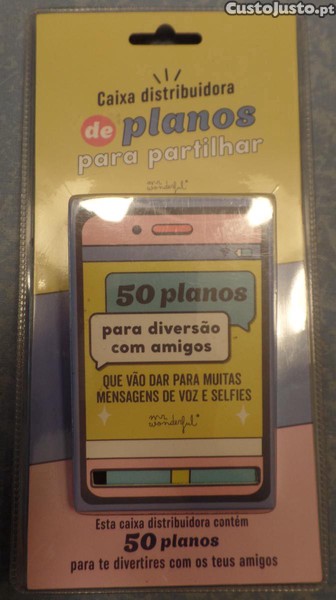 CustoJusto.pt
Caixa distribuidora
de planos
para partilhar
mr.
wonderful*
50 planos
para diversão
com amigos
QUE VÃO DAR PARA MUITAS
MENSAGENS DE VOZ E SELFIES
mr.
wonderful*
Esta caixa distribuidora contém
50 planos
para te divertires com os teus amigos